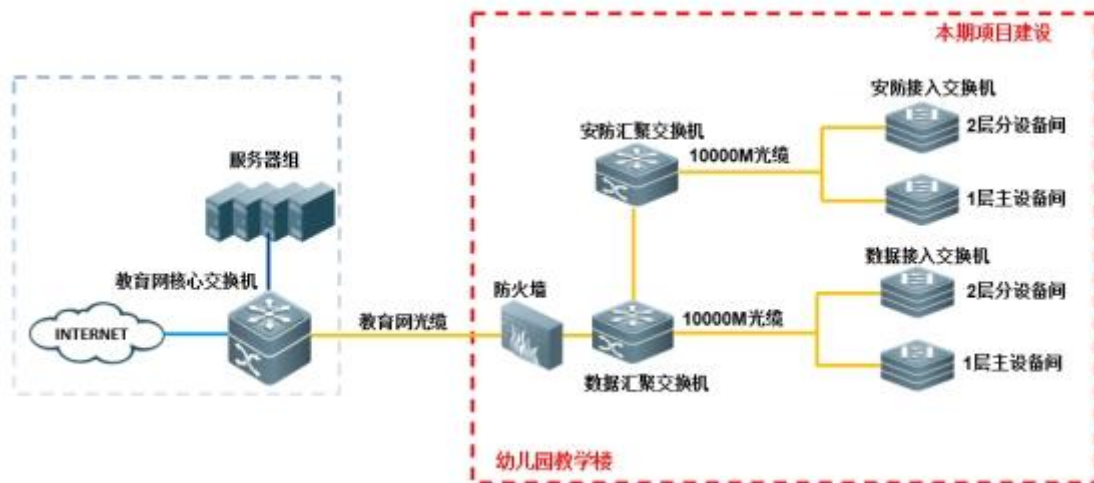 本期项目建设
安防接入交换机
安防汇聚交换机
2层分设备间
10000M光缆
服务器组
1层主设备间
数据接入交换机
教育网核心交换机
防火墙
2层分设备间
INTERNET
教育网光缆
10000M光缆
1层主设备间
数据汇聚交换机
幼儿园教学楼